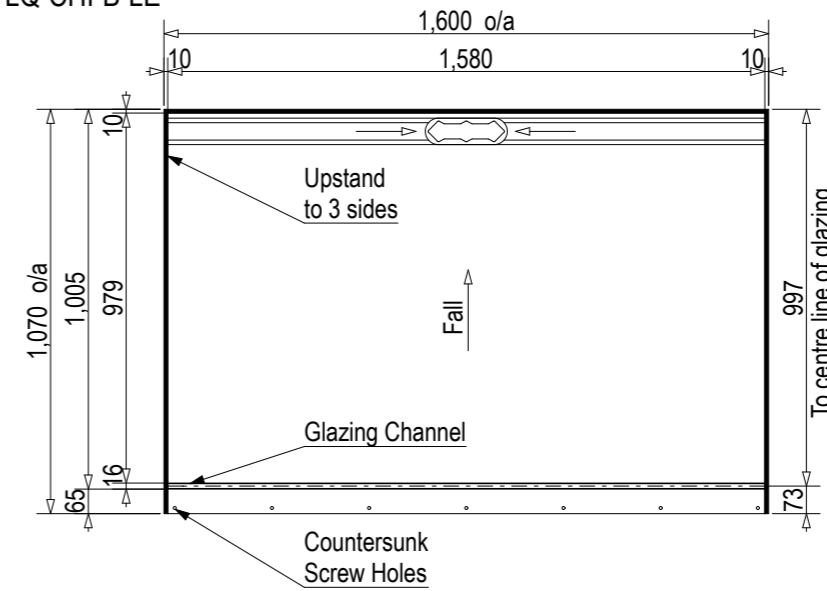 1,600 o/a
10
1,580
10
10
Upstand
to 3 sides
1,070 o/a
1,005
979
Fall
997
To centre line of glazing
Glazing Channel
16
65
73
Countersunk
Screw Holes